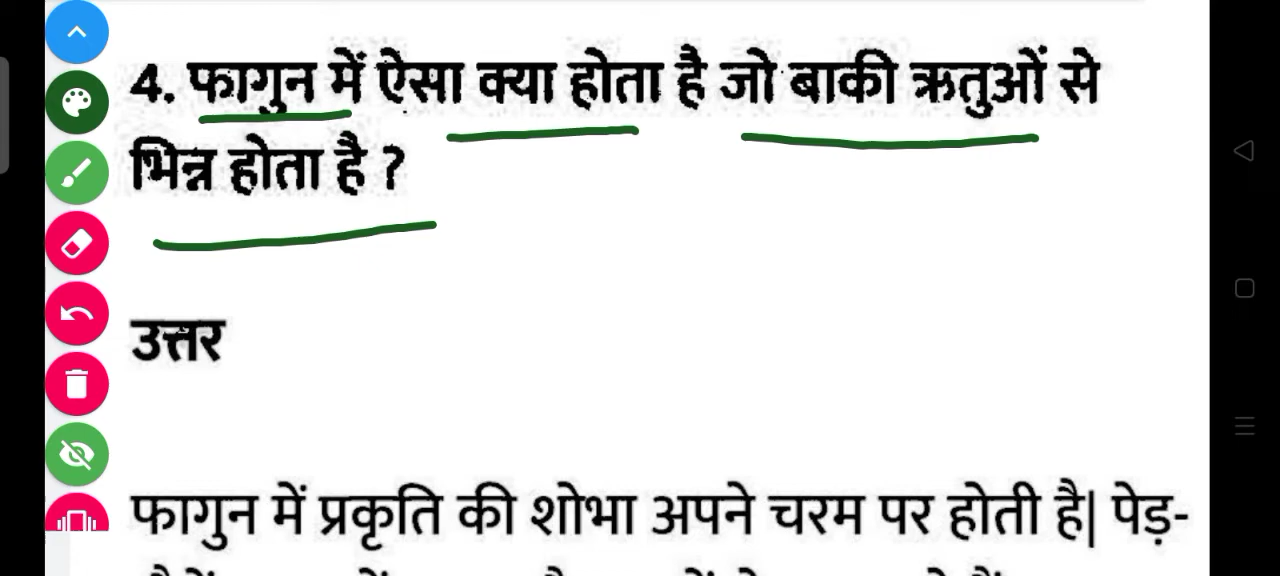 4. फागुन में ऐसा क्या होता है जो बाकी ऋतुओं से
भिन्न होता है ?
उत्तर
फागुन में प्रकृति की शोभा अपने चरम पर होती है| पेड़-